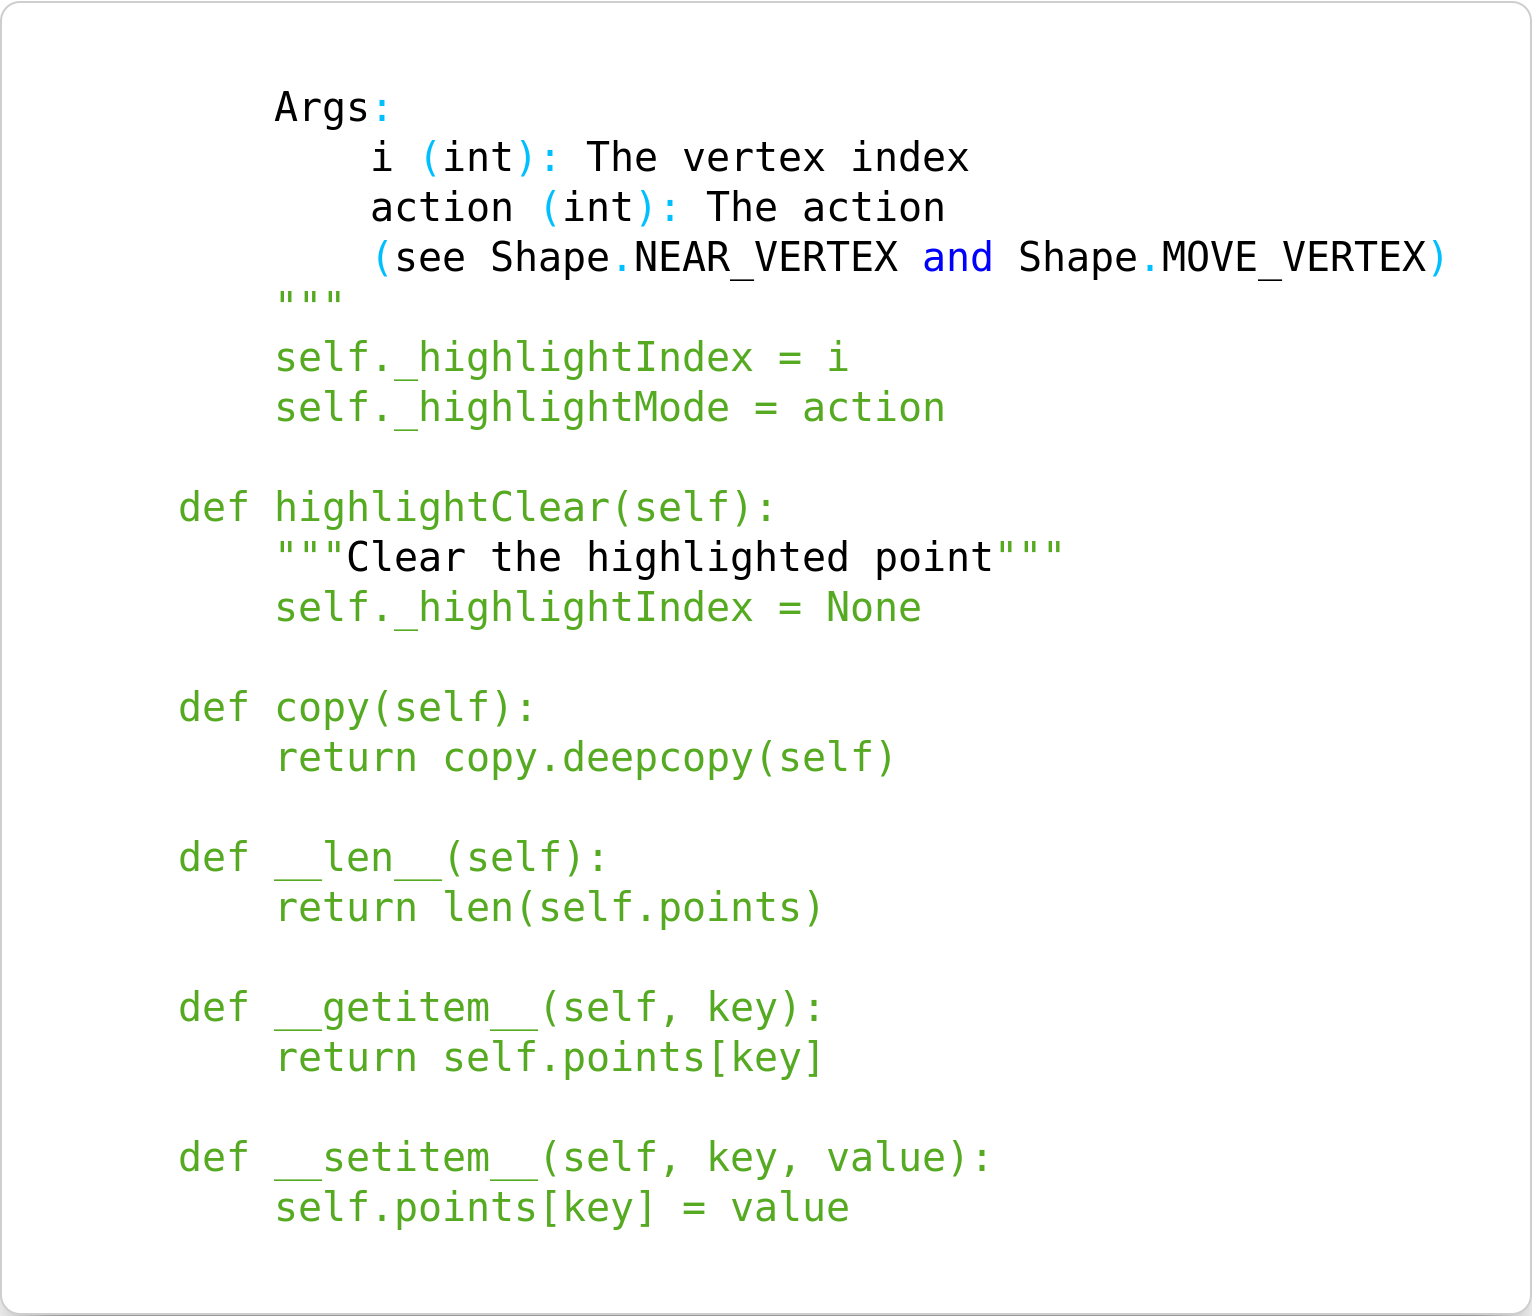 Args:
i (int): The vertex index
action (int): The action
(see Shape.NEAR_VERTEX and Shape.MOVE_VERTEX)
"""
self._highlightIndex = i
self._highlightMode = action
def highlightClear(self):
"""Clear the highlighted point"""
self._highlightIndex = None
def copy(self):
return copy.deepcopy(self)
def __len__(self):
return len(self.points)
def __getitem__(self, key):
return self.points[key]
def __setitem__(self, key, value):
self.points[key] = value